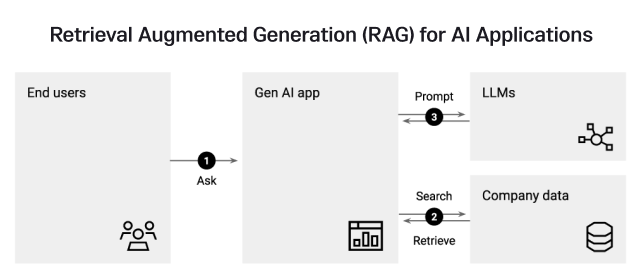 Retrieval Augmented Generation (RAG) for AI Applications
End users
Gen AI app
LLMs
Company data
1
Ask
Prompt
3
Search
2
Retrieve